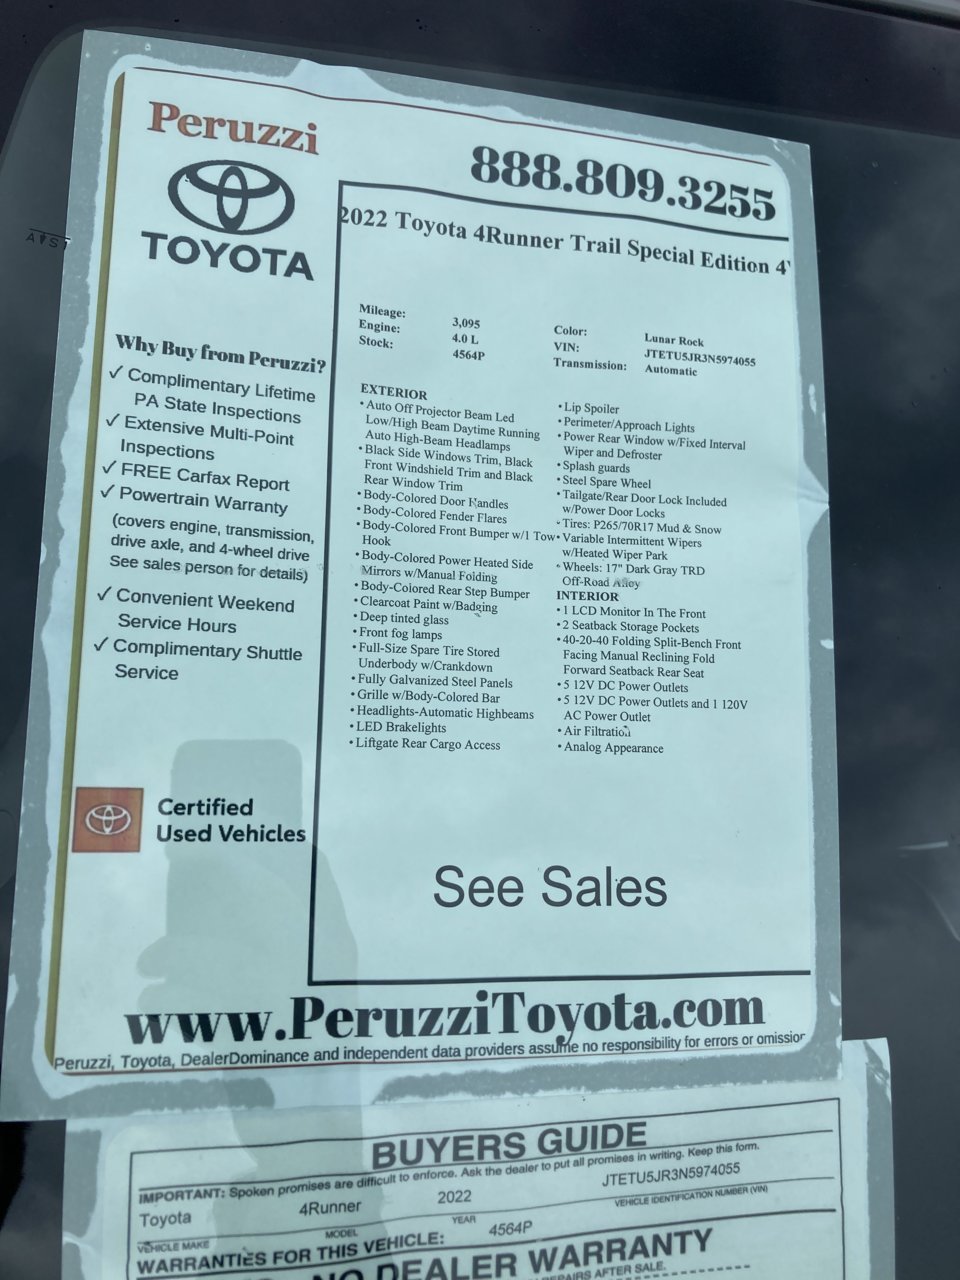 Peruzzi
TOYOTA
888.809.3255
2022 Toyota 4Runner Trail Special Edition 4
Why Buy from Peruzzi?
✓ Complimentary Lifetime
PA State Inspections
✓ Extensive Multi-Point
Inspections
✓ FREE Carfax Report
✓ Powertrain Warranty
(covers engine, transmission,
drive axle, and 4-wheel drive
See sales person for details)
✓ Convenient Weekend
Service Hours
✓ Complimentary Shuttle
Service
Certified
Used Vehicles
Mileage: 3,095
Engine: 4.0 L
Stock: 4564P
Color: Lunar Rock
VIN: JTETU5JR3N5974055
Transmission: Automatic
EXTERIOR
• Auto Off Projector Beam Led
Low/High Beam Daytime Running
Auto High-Beam Headlamps
• Black Side Windows Trim, Black
Front Windshield Trim and Black
Rear Window Trim
• Body-Colored Door Handles
• Body-Colored Fender Flares
• Body-Colored Front Bumper w/1 Tow
Hook
• Body-Colored Power Heated Side
Mirrors w/Manual Folding
• Body-Colored Rear Step Bumper
• Clearcoat Paint w/Badging
• Deep tinted glass
• Front fog lamps
• Full-Size Spare Tire Stored
Underbody w/Crankdown
• Fully Galvanized Steel Panels
• Grille w/Body-Colored Bar
• Headlights-Automatic Highbeams
• LED Brakelights
• Liftgate Rear Cargo Access
• Lip Spoiler
• Perimeter/Approach Lights
• Power Rear Window w/Fixed Interval
Wiper and Defroster
• Splash guards
• Steel Spare Wheel
• Tailgate/Rear Door Lock Included
w/Power Door Locks
• Tires: P265/70R17 Mud & Snow
• Variable Intermittent Wipers
w/Heated Wiper Park
• Wheels: 17" Dark Gray TRD
Off-Road Alloy
INTERIOR
• 1 LCD Monitor In The Front
• 2 Seatback Storage Pockets
• 40-20-40 Folding Split-Bench Front
Facing Manual Reclining Fold
Forward Seatback Rear Seat
• 5 12V DC Power Outlets
• 5 12V DC Power Outlets and 1 120V
AC Power Outlet
• Air Filtration
• Analog Appearance
See Sales
www.PeruzziToyota.com
Peruzzi, Toyota, DealerDominance and independent data providers assume no responsibility for errors or omission
BUYERS GUIDE
IMPORTANT: Spoken promises are difficult to enforce. Ask the dealer to put all promises in writing. Keep this form.
Toyota 4Runner 2022 JTETU5JR3N5974055
VEHICLE MAKE MODEL YEAR VEHICLE IDENTIFICATION NUMBER (VIN)
WARRANTIES FOR THIS VEHICLE: 4564P
NO DEALER WARRANTY
REPAIRS AFTER SALE.